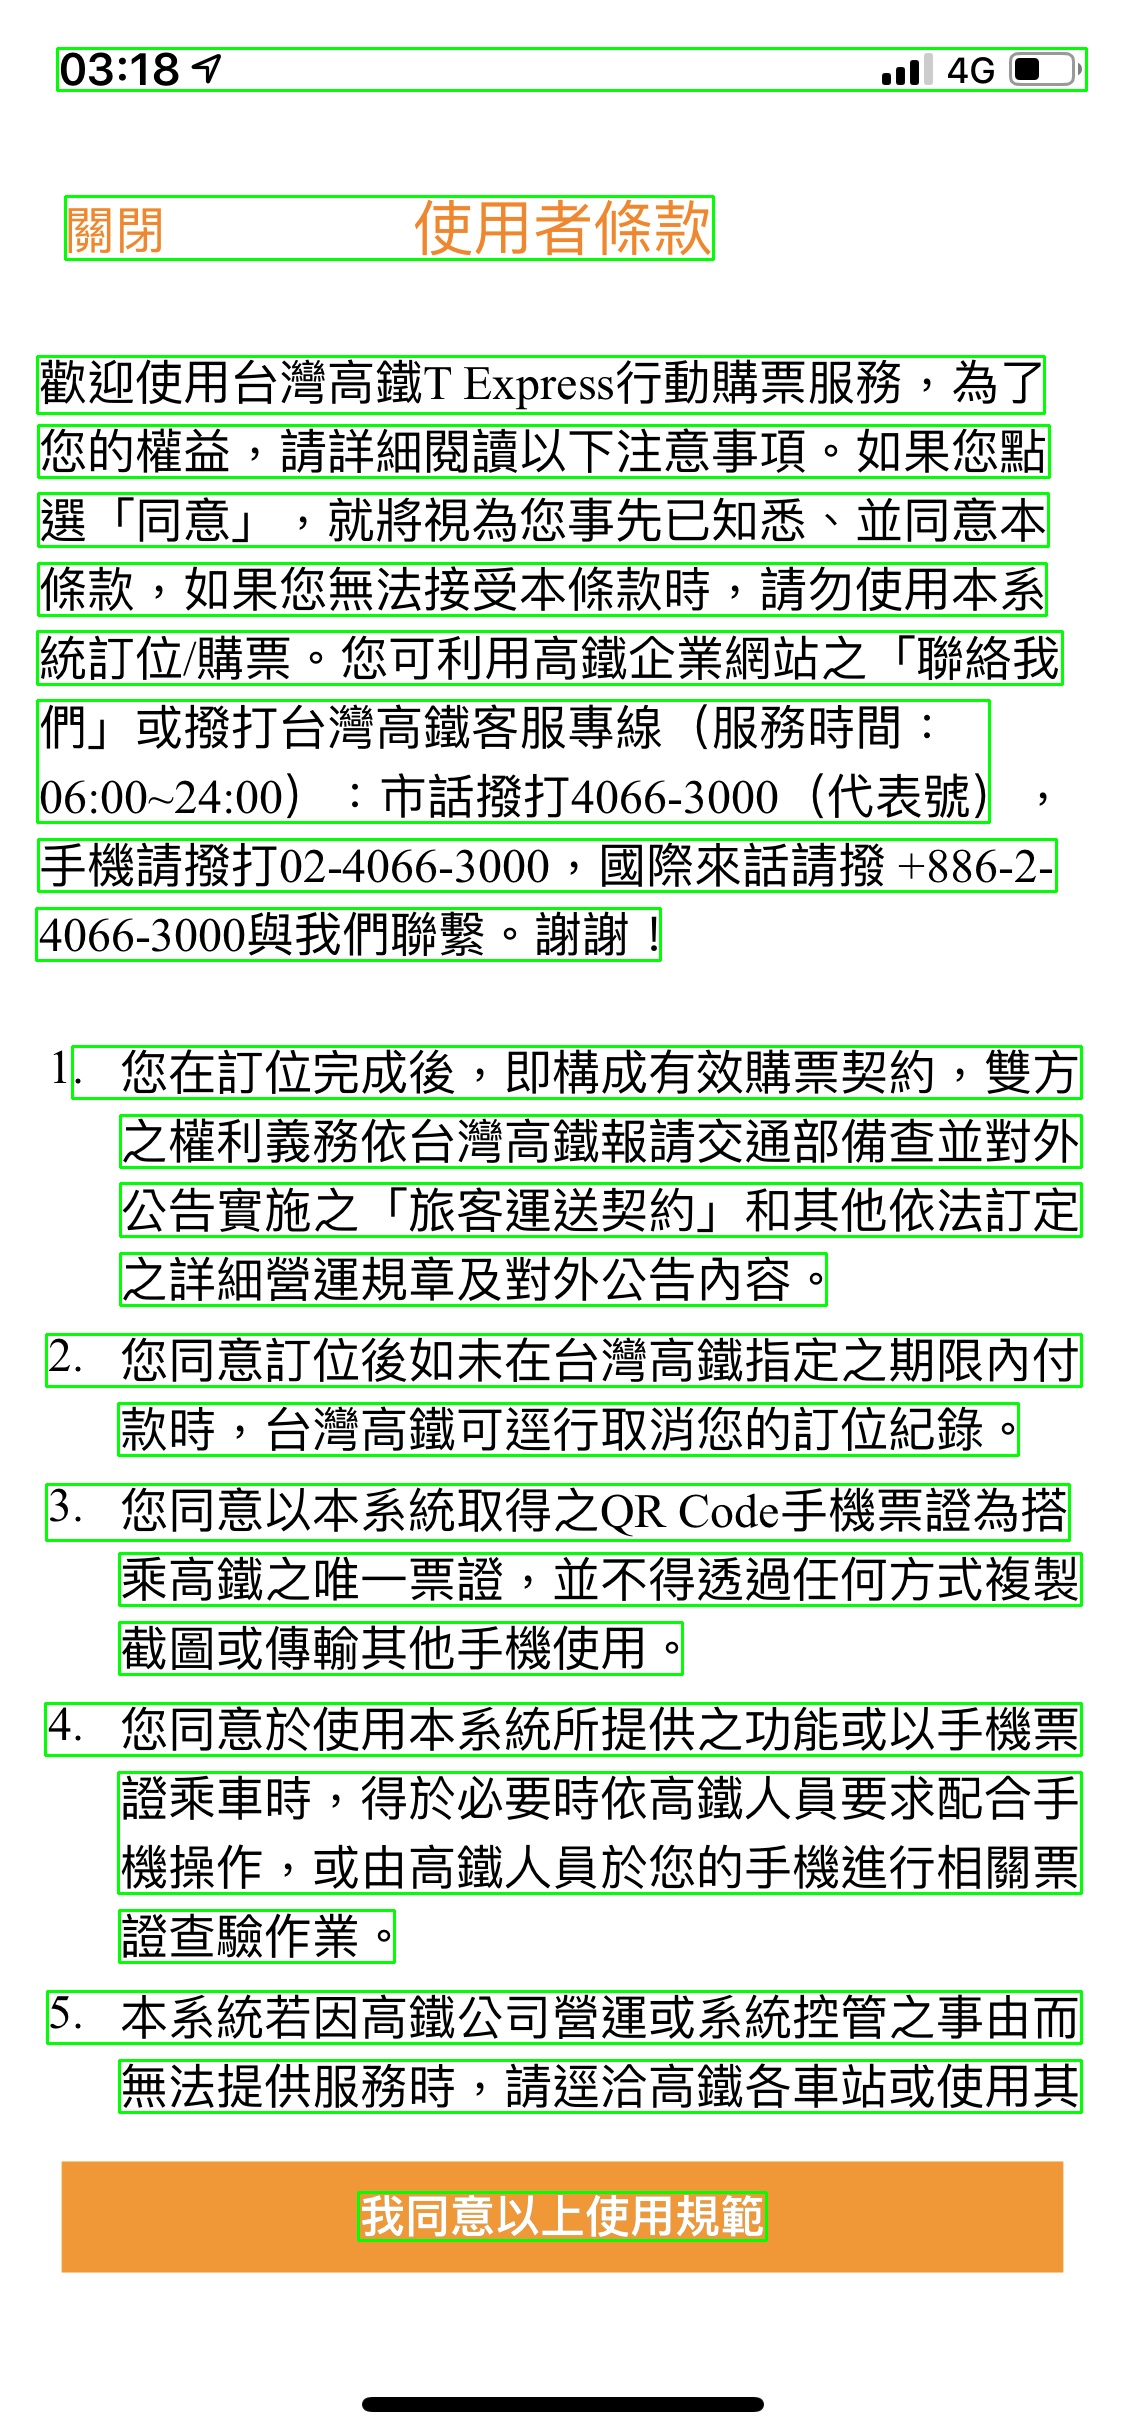 03:18 4G
關閉 使用者條款
歡迎使用台灣高鐵T Express行動購票服務，為了
您的權益，請詳細閱讀以下注意事項。如果您點
選「同意」，就將視為您事先已知悉、並同意本
條款，如果您無法接受本條款時，請勿使用本系
統訂位/購票。您可利用高鐵企業網站之「聯絡我
們」或撥打台灣高鐵客服專線（服務時間：
06:00~24:00）：市話撥打4066-3000（代表號），
手機請撥打02-4066-3000，國際來話請撥 +886-2-
4066-3000與我們聯繫。謝謝！
1. 您在訂位完成後，即構成有效購票契約，雙方
之權利義務依台灣高鐵報請交通部備查並對外
公告實施之「旅客運送契約」和其他依法訂定
之詳細營運規章及對外公告內容。
2. 您同意訂位後如未在台灣高鐵指定之期限內付
款時，台灣高鐵可逕行取消您的訂位紀錄。
3. 您同意以本系統取得之QR Code手機票證為搭
乘高鐵之唯一票證，並不得透過任何方式複製
截圖或傳輸其他手機使用。
4. 您同意於使用本系統所提供之功能或以手機票
證乘車時，得於必要時依高鐵人員要求配合手
機操作，或由高鐵人員於您的手機進行相關票
證查驗作業。
5. 本系統若因高鐵公司營運或系統控管之事由而
無法提供服務時，請逕洽高鐵各車站或使用其
我同意以上使用規範